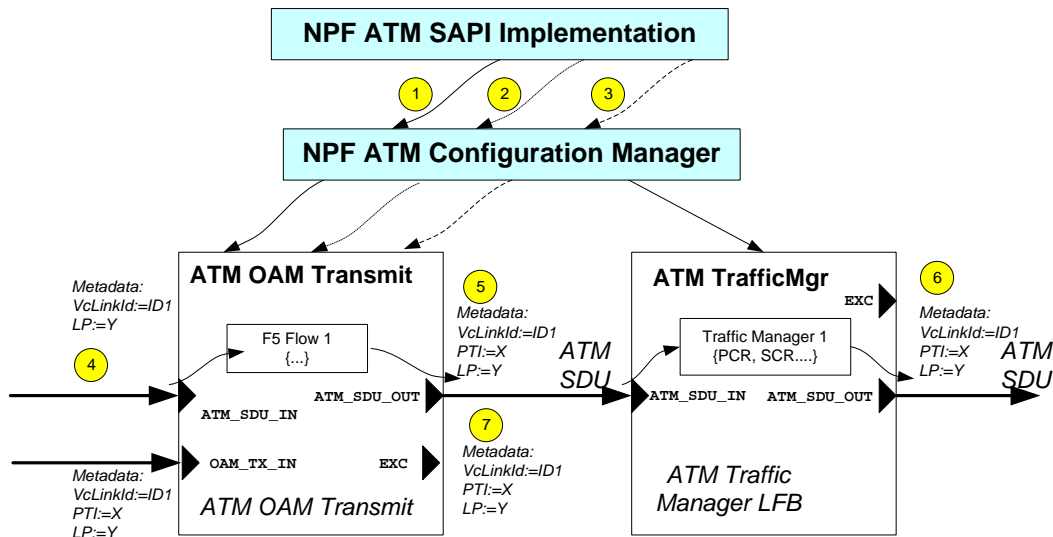 NPF ATM SAPI Implementation
1
2
3
NPF ATM Configuration Manager
ATM OAM Transmit
Metadata:
VcLinkId:=ID1
LP:=Y
4
F5 Flow 1
{...}
ATM_SDU_IN
ATM_SDU_OUT
OAM_TX_IN
EXC
ATM OAM Transmit
Metadata:
VcLinkId:=ID1
PTI:=X
LP:=Y
5
Metadata:
VcLinkId:=ID1
PTI:=X
LP:=Y
ATM
SDU
7
Metadata:
VcLinkId:=ID1
PTI:=X
LP:=Y
ATM TrafficMgr
EXC
Traffic Manager 1
{PCR, SCR....}
ATM_SDU_IN
ATM_SDU_OUT
ATM Traffic
Manager LFB
6
Metadata:
VcLinkId:=ID1
PTI:=X
LP:=Y
ATM
SDU